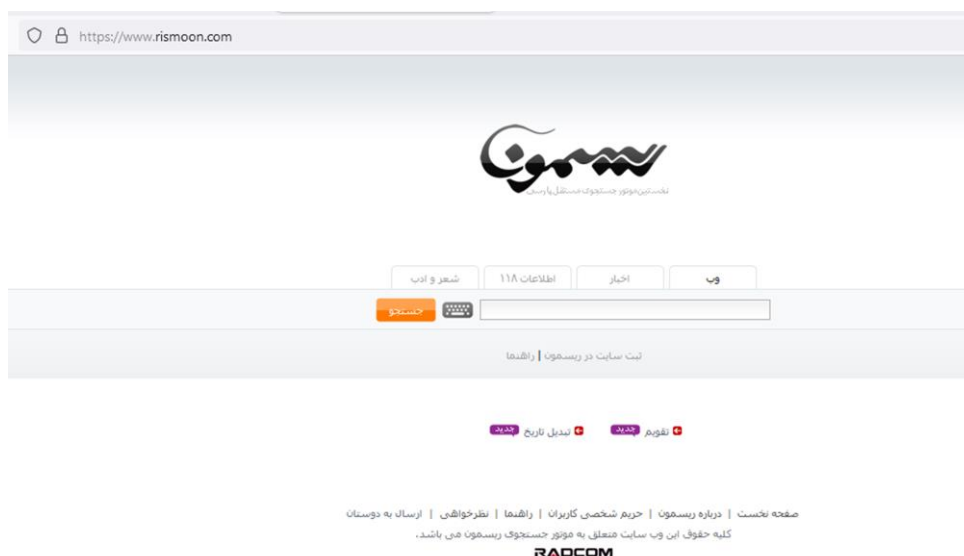 https://www.rismoon.com
ریسمون
نخستین موتور جستجوی مستقل پارسی
وب اخبار اطلاعات ۱۱۸ شعر و ادب
جستجو
ثبت سایت در ریسمون | راهنما
تقویم جدید تبدیل تاریخ جدید
صفحه نخست | درباره ریسمون | حریم شخصی کاربران | راهنما | نظرخواهی | ارسال به دوستان
کلیه حقوق این وب سایت متعلق به موتور جستجوی ریسمون می باشد.
RADCOM